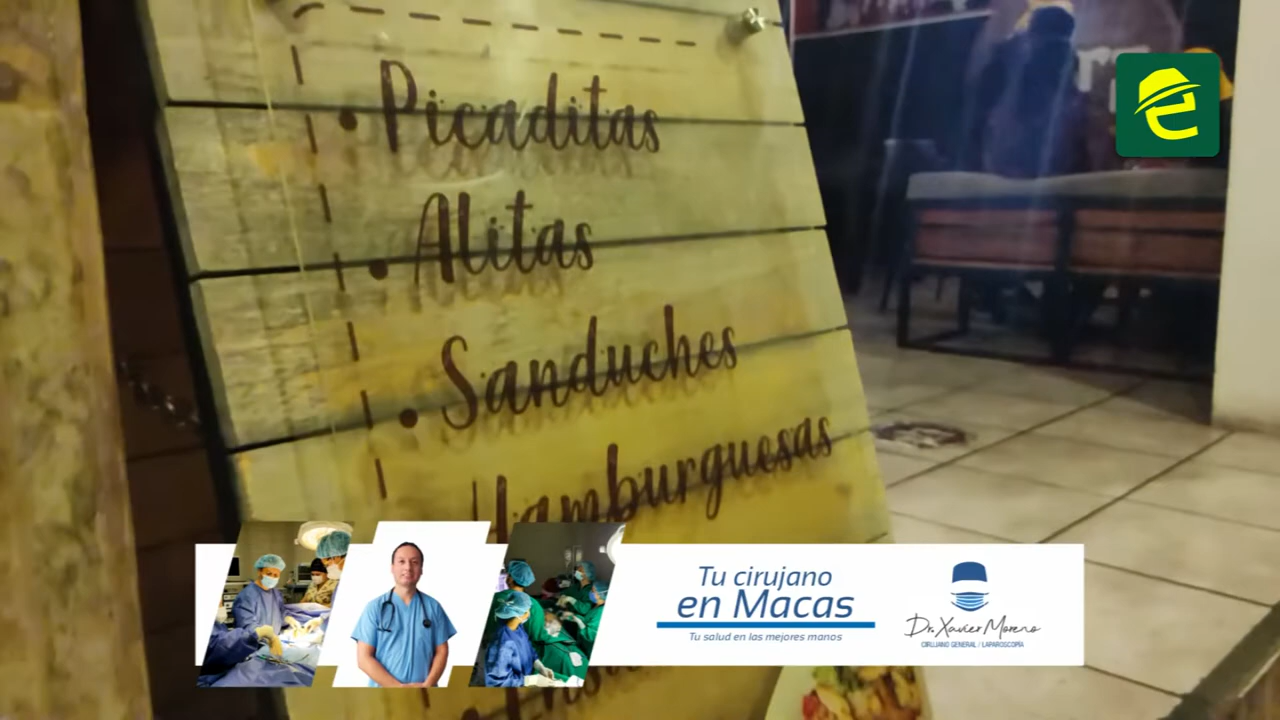 • Picaditas
• Alitas
• Sanduches
Hamburguesas
Tu cirujano
en Macas
Tu salud en las mejores manos
Dr. Xavier Moreno
CIRUJANO GENERAL / LAPAROSCOPÍA